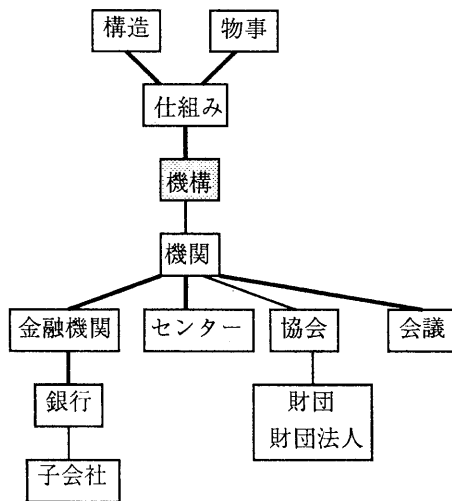 構造
物事
仕組み
機構
機関
金融機関
センター
協会
会議
銀行
財団
財団法人
子会社